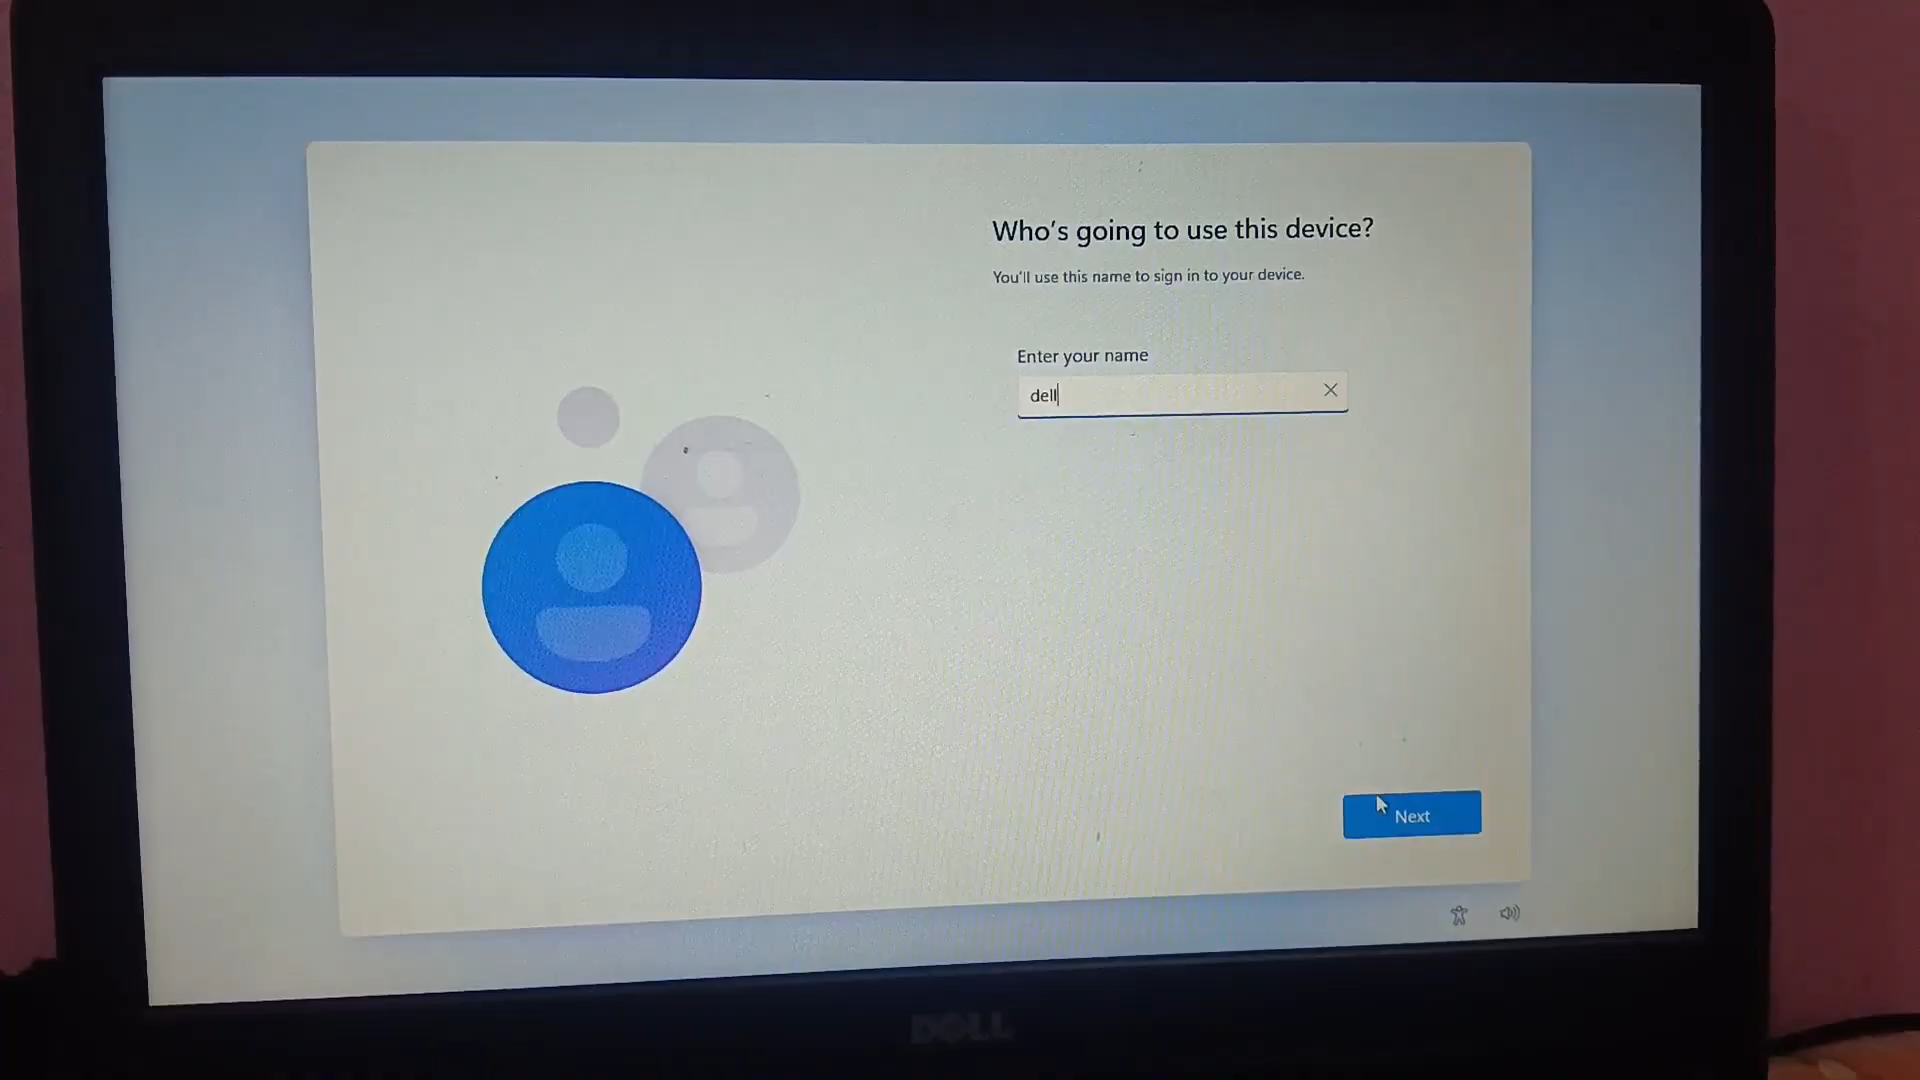 Who's going to use this device?
You'll use this name to sign in to your device.
Enter your name
dell
Next
DELL